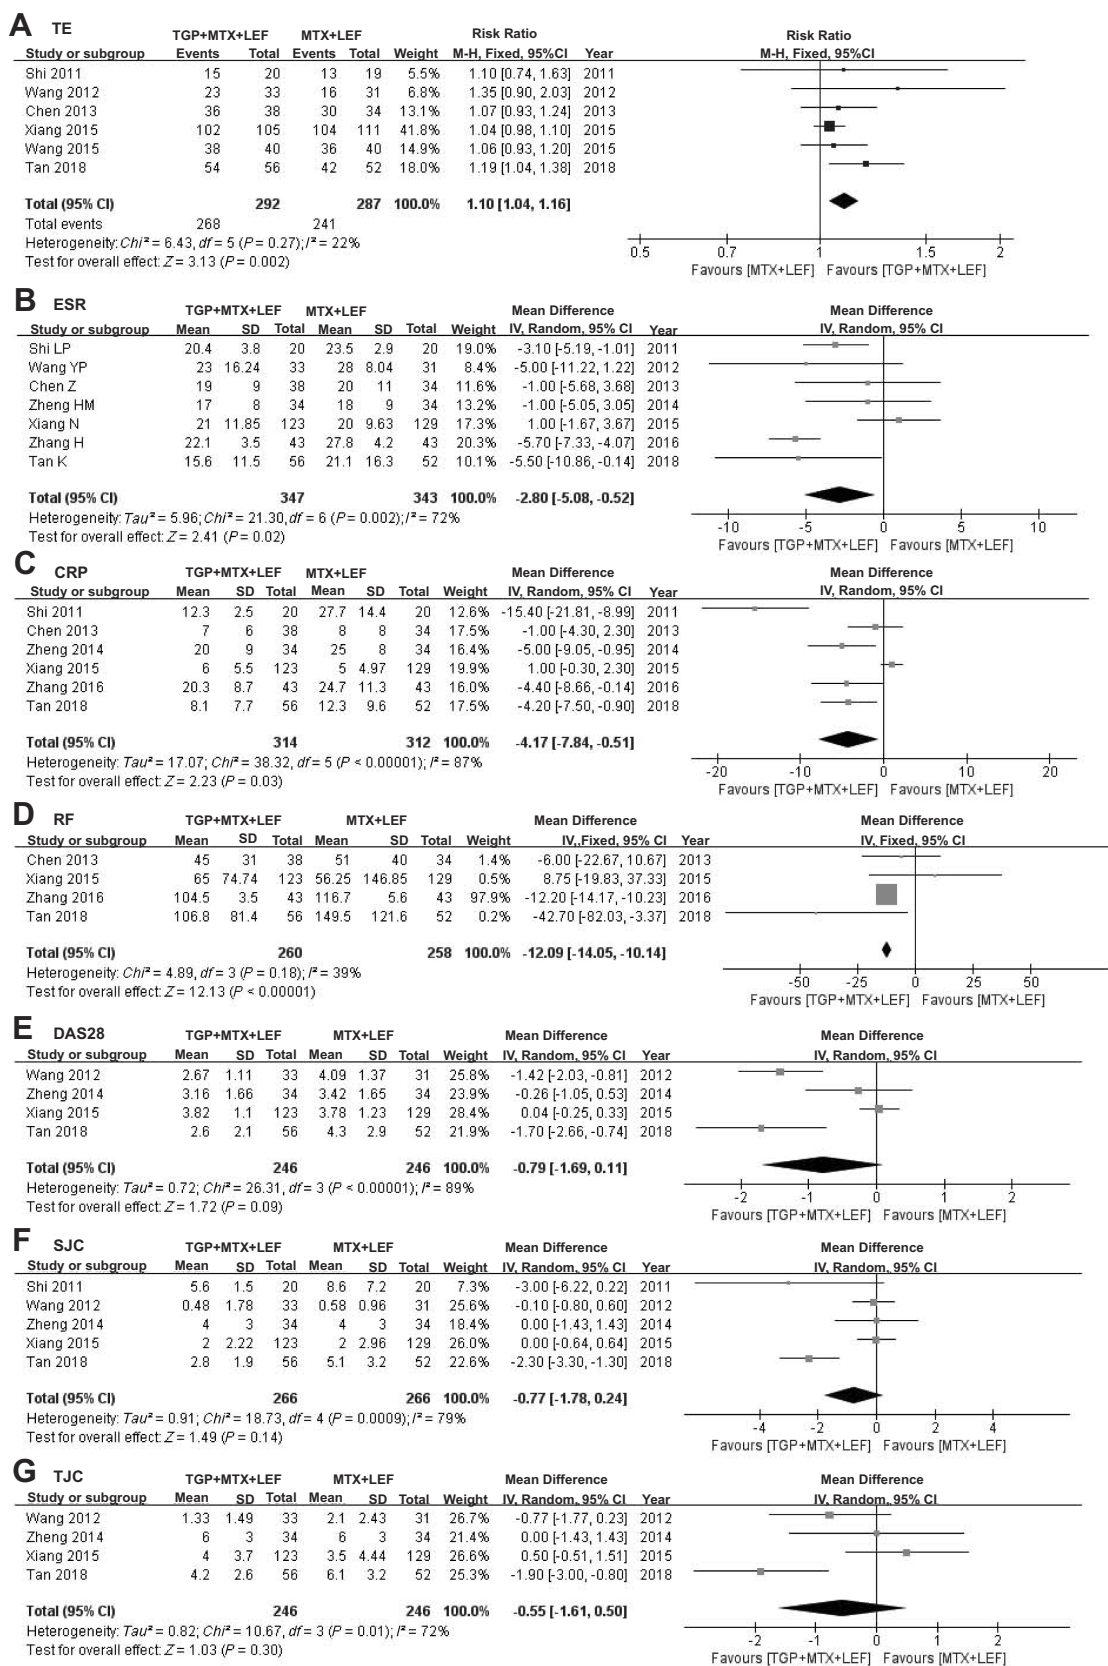 A TE
TGP+MTX+LEF MTX+LEF Risk Ratio Risk Ratio
Study or subgroup Events Total Events Total Weight M-H, Fixed, 95%CI Year M-H, Fixed, 95%CI
Shi 2011 15 20 13 19 5.5% 1.10 [0.74, 1.63] 2011
Wang 2012 23 33 16 31 6.8% 1.35 [0.90, 2.03] 2012
Chen 2013 36 38 30 34 13.1% 1.07 [0.93, 1.24] 2013
Xiang 2015 102 105 104 111 41.8% 1.04 [0.98, 1.10] 2015
Wang 2015 38 40 36 40 14.9% 1.06 [0.93, 1.20] 2015
Tan 2018 54 56 42 52 18.0% 1.19 [1.04, 1.38] 2018
Total (95% CI) 292 287 100.0% 1.10 [1.04, 1.16]
Total events 268 241
Heterogeneity: Chi² = 6.43, df = 5 (P = 0.27); I² = 22%
Test for overall effect: Z = 3.13 (P = 0.002)
0.5 0.7 1 1.5 2
Favours [MTX+LEF] Favours [TGP+MTX+LEF]
B ESR
TGP+MTX+LEF MTX+LEF Mean Difference Mean Difference
Study or subgroup Mean SD Total Mean SD Total Weight IV, Random, 95% CI Year IV, Random, 95% CI
Shi LP 20.4 3.8 20 23.5 2.9 20 19.0% -3.10 [-5.19, -1.01] 2011
Wang YP 23 16.24 33 28 8.04 31 8.4% -5.00 [-11.22, 1.22] 2012
Chen Z 19 9 38 20 11 34 11.6% -1.00 [-5.68, 3.68] 2013
Zheng HM 17 8 34 18 9 34 13.2% -1.00 [-5.05, 3.05] 2014
Xiang N 21 11.85 123 20 9.63 129 17.3% 1.00 [-1.67, 3.67] 2015
Zhang H 22.1 3.5 43 27.8 4.2 43 20.3% -5.70 [-7.33, -4.07] 2016
Tan K 15.6 11.5 56 21.1 16.3 52 10.1% -5.50 [-10.86, -0.14] 2018
Total (95% CI) 347 343 100.0% -2.80 [-5.08, -0.52]
Heterogeneity: Tau² = 5.96; Chi² = 21.30, df = 6 (P = 0.002); I² = 72%
Test for overall effect: Z = 2.41 (P = 0.02)
-10 -5 0 5 10
Favours [TGP+MTX+LEF] Favours [MTX+LEF]
C CRP
TGP+MTX+LEF MTX+LEF Mean Difference Mean Difference
Study or subgroup Mean SD Total Mean SD Total Weight IV, Random, 95% CI Year IV, Random, 95% CI
Shi 2011 12.3 2.5 20 27.7 14.4 20 12.6% -15.40 [-21.81, -8.99] 2011
Chen 2013 7 6 38 8 8 34 17.5% -1.00 [-4.30, 2.30] 2013
Zheng 2014 20 9 34 25 8 34 16.4% -5.00 [-9.05, -0.95] 2014
Xiang 2015 6 5.5 123 5 4.97 129 19.9% 1.00 [-0.30, 2.30] 2015
Zhang 2016 20.3 8.7 43 24.7 11.3 43 16.0% -4.40 [-8.66, -0.14] 2016
Tan 2018 8.1 7.7 56 12.3 9.6 52 17.5% -4.20 [-7.50, -0.90] 2018
Total (95% CI) 314 312 100.0% -4.17 [-7.84, -0.51]
Heterogeneity: Tau² = 17.07; Chi² = 38.32, df = 5 (P < 0.00001); I² = 87%
Test for overall effect: Z = 2.23 (P = 0.03)
-20 -10 0 10 20
Favours [TGP+MTX+LEF] Favours [MTX+LEF]
D RF
TGP+MTX+LEF MTX+LEF Mean Difference Mean Difference
Study or subgroup Mean SD Total Mean SD Total Weight IV,,Fixed, 95% CI Year IV, Fixed, 95% CI
Chen 2013 45 31 38 51 40 34 1.4% -6.00 [-22.67, 10.67] 2013
Xiang 2015 65 74.74 123 56.25 146.85 129 0.5% 8.75 [-19.83, 37.33] 2015
Zhang 2016 104.5 3.5 43 116.7 5.6 43 97.9% -12.20 [-14.17, -10.23] 2016
Tan 2018 106.8 81.4 56 149.5 121.6 52 0.2% -42.70 [-82.03, -3.37] 2018
Total (95% CI) 260 258 100.0% -12.09 [-14.05, -10.14]
Heterogeneity: Chi² = 4.89, df = 3 (P = 0.18); I² = 39%
Test for overall effect: Z = 12.13 (P < 0.00001)
-50 -25 0 25 50
Favours [TGP+MTX+LEF] Favours [MTX+LEF]
E DAS28
TGP+MTX+LEF MTX+LEF Mean Difference Mean Difference
Study or subgroup Mean SD Total Mean SD Total Weight IV, Random, 95% CI Year IV, Random, 95% CI
Wang 2012 2.67 1.11 33 4.09 1.37 31 25.8% -1.42 [-2.03, -0.81] 2012
Zheng 2014 3.16 1.66 34 3.42 1.65 34 23.9% -0.26 [-1.05, 0.53] 2014
Xiang 2015 3.82 1.1 123 3.78 1.23 129 28.4% 0.04 [-0.25, 0.33] 2015
Tan 2018 2.6 2.1 56 4.3 2.9 52 21.9% -1.70 [-2.66, -0.74] 2018
Total (95% CI) 246 246 100.0% -0.79 [-1.69, 0.11]
Heterogeneity: Tau² = 0.72; Chi² = 26.31, df = 3 (P < 0.00001); I² = 89%
Test for overall effect: Z = 1.72 (P = 0.09)
-2 -1 0 1 2
Favours [TGP+MTX+LEF] Favours [MTX+LEF]
F SJC
TGP+MTX+LEF MTX+LEF Mean Difference Mean Difference
Study or subgroup Mean SD Total Mean SD Total Weight IV, Random, 95% CI Year IV, Random, 95% CI
Shi 2011 5.6 1.5 20 8.6 7.2 20 7.3% -3.00 [-6.22, 0.22] 2011
Wang 2012 0.48 1.78 33 0.58 0.96 31 25.6% -0.10 [-0.80, 0.60] 2012
Zheng 2014 4 3 34 4 3 34 18.4% 0.00 [-1.43, 1.43] 2014
Xiang 2015 2 2.22 123 2 2.96 129 26.0% 0.00 [-0.64, 0.64] 2015
Tan 2018 2.8 1.9 56 5.1 3.2 52 22.6% -2.30 [-3.30, -1.30] 2018
Total (95% CI) 266 266 100.0% -0.77 [-1.78, 0.24]
Heterogeneity: Tau² = 0.91; Chi² = 18.73, df = 4 (P = 0.0009); I² = 79%
Test for overall effect: Z = 1.49 (P = 0.14)
-4 -2 0 2 4
Favours [TGP+MTX+LEF] Favours [MTX+LEF]
G TJC
TGP+MTX+LEF MTX+LEF Mean Difference Mean Difference
Study or subgroup Mean SD Total Mean SD Total Weight IV, Random, 95% CI Year IV, Random, 95% CI
Wang 2012 1.33 1.49 33 2.1 2.43 31 26.7% -0.77 [-1.77, 0.23] 2012
Zheng 2014 6 3 34 6 3 34 21.4% 0.00 [-1.43, 1.43] 2014
Xiang 2015 4 3.7 123 3.5 4.44 129 26.6% 0.50 [-0.51, 1.51] 2015
Tan 2018 4.2 2.6 56 6.1 3.2 52 25.3% -1.90 [-3.00, -0.80] 2018
Total (95% CI) 246 246 100.0% -0.55 [-1.61, 0.50]
Heterogeneity: Tau² = 0.82; Chi² = 10.67, df = 3 (P = 0.01); I² = 72%
Test for overall effect: Z = 1.03 (P = 0.30)
-2 -1 0 1 2
Favours [TGP+MTX+LEF] Favours [MTX+LEF]